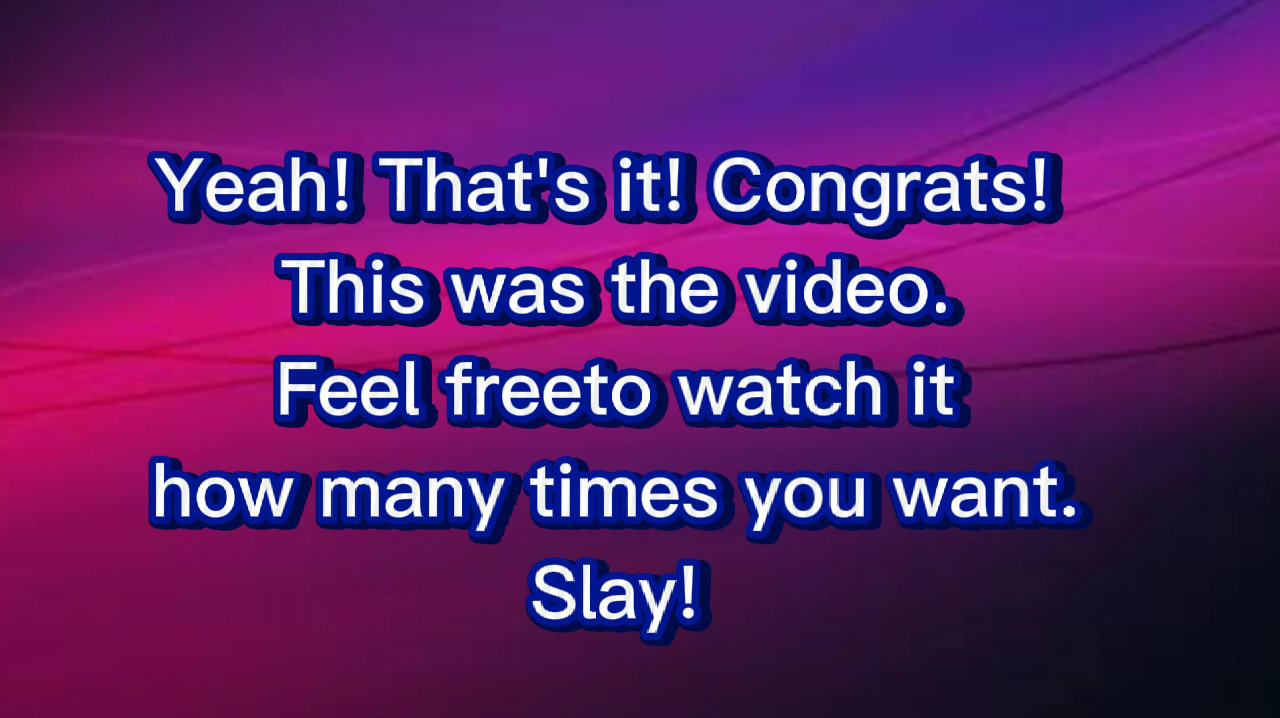 Yeah! That's it! Congrats!
This was the video.
Feel freeto watch it
how many times you want.
Slay!